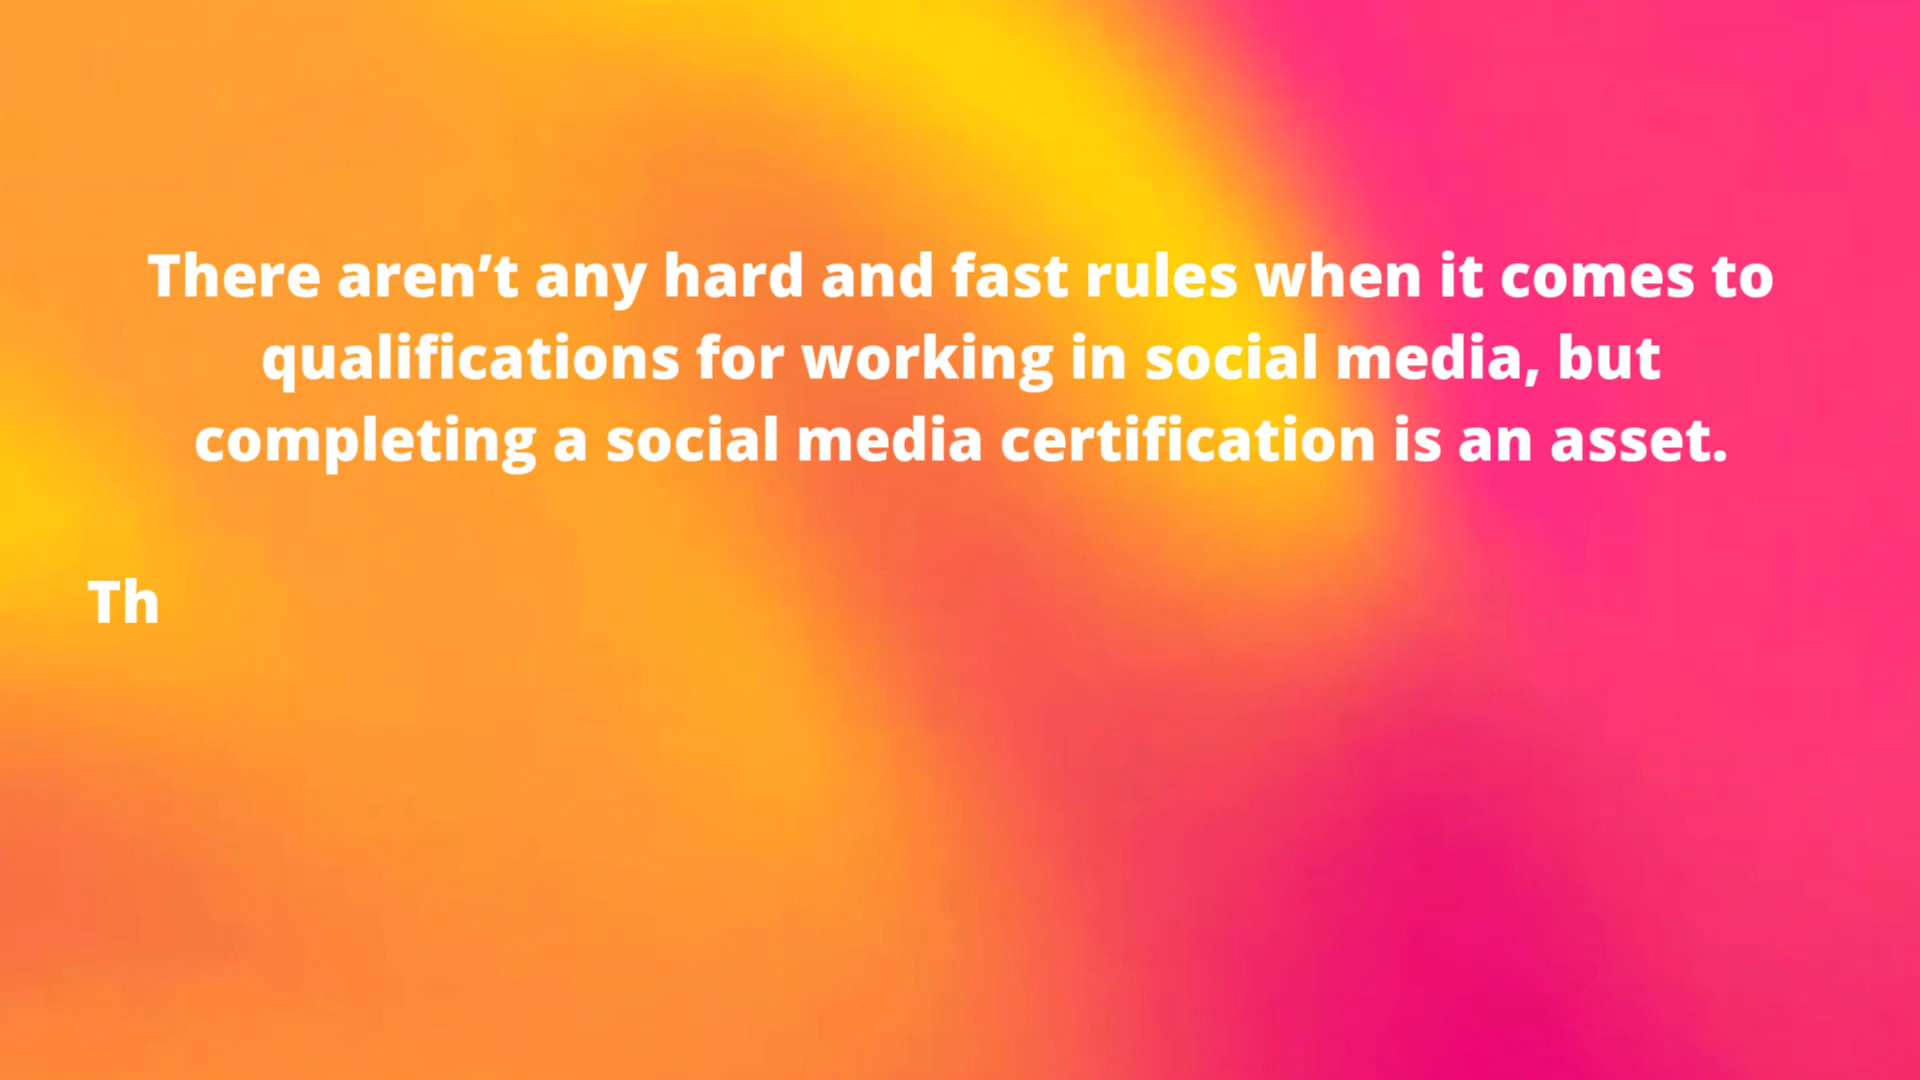 There aren’t any hard and fast rules when it comes to
qualifications for working in social media, but
completing a social media certification is an asset.
Th